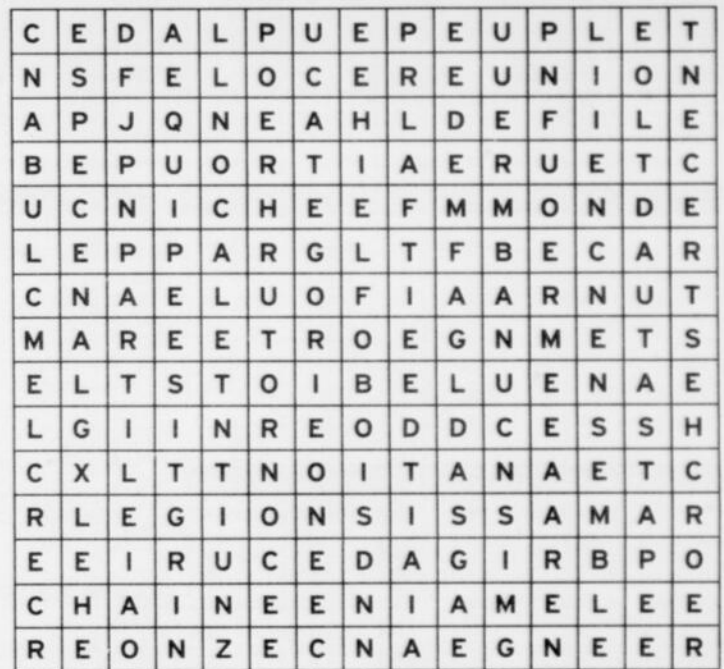 C E D A L P U E P E U P L E T
N S F E L O C E R E U N I O N
A P J Q N E A H L D E F I L E
B E P U O R T I A E R U E T C
U C N I C H E E F M M O N D E
L E P P A R G L T F B E C A R
C N A E L U O F I A A R N U T
M A R E E T R O E G N M E T S
E L T S T O I B E L U E N A E
L G I I N R E O D D C E S S H
C X L T T N O I T A N A E T C
R L E G I O N S I S S A M A R
E E I R U C E D A G I R B P O
C H A I N E E N I A M E L E E
R E O N Z E C N A E G N E E R